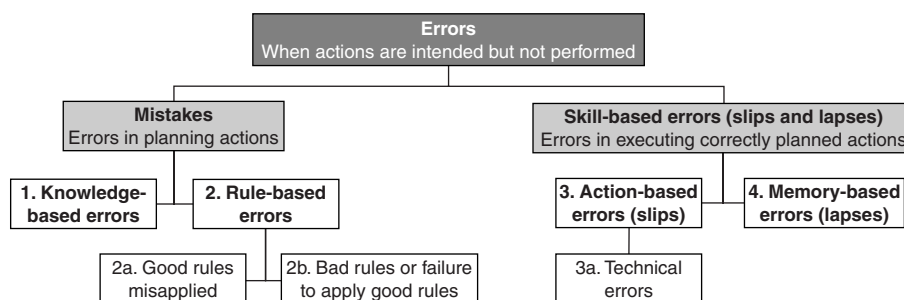 Errors
When actions are intended but not performed
Mistakes
Errors in planning actions
Skill-based errors (slips and lapses)
Errors in executing correctly planned actions
1. Knowledge-
based errors
2. Rule-based
errors
3. Action-based
errors (slips)
4. Memory-based
errors (lapses)
2a. Good rules
misapplied
2b. Bad rules or failure
to apply good rules
3a. Technical
errors